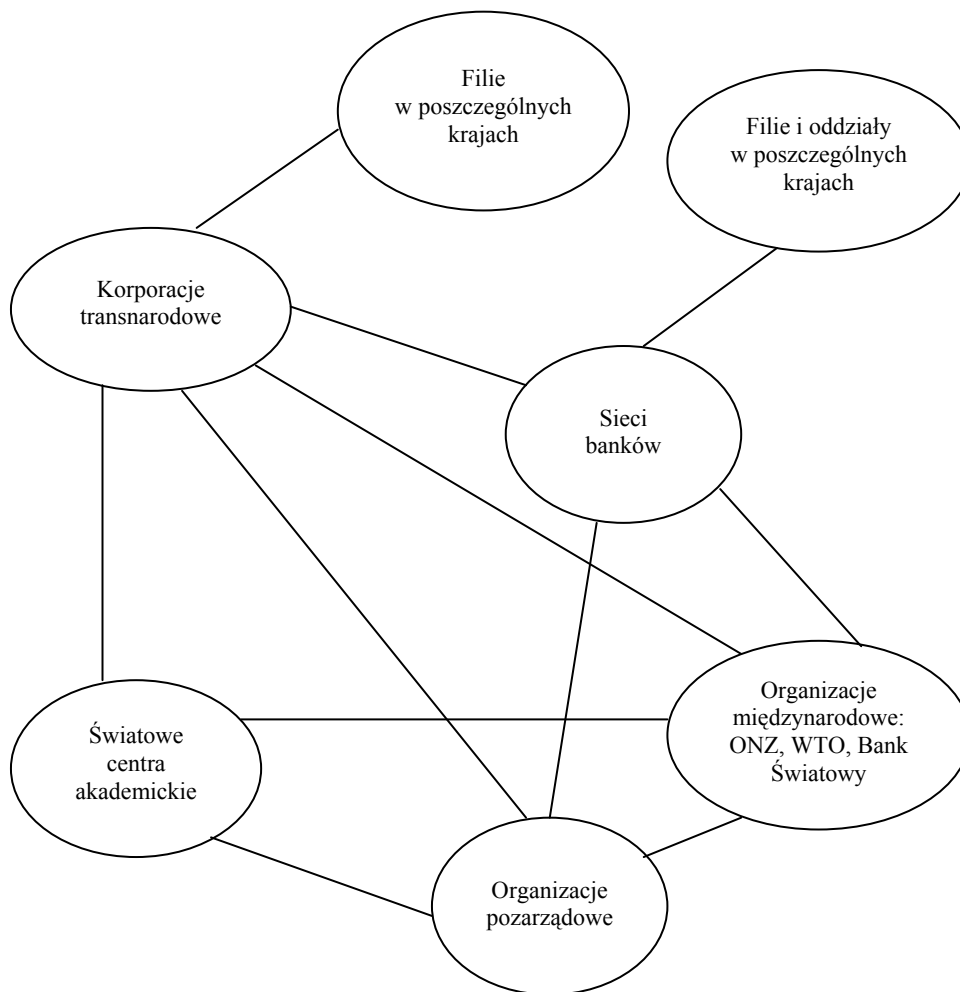 Filie
w poszczególnych
krajach
Filie i oddziały
w poszczególnych
krajach
Korporacje
transnarodowe
Sieci
banków
Organizacje
międzynarodowe:
ONZ, WTO, Bank
Światowy
Światowe
centra
akademickie
Organizacje
pozarządowe